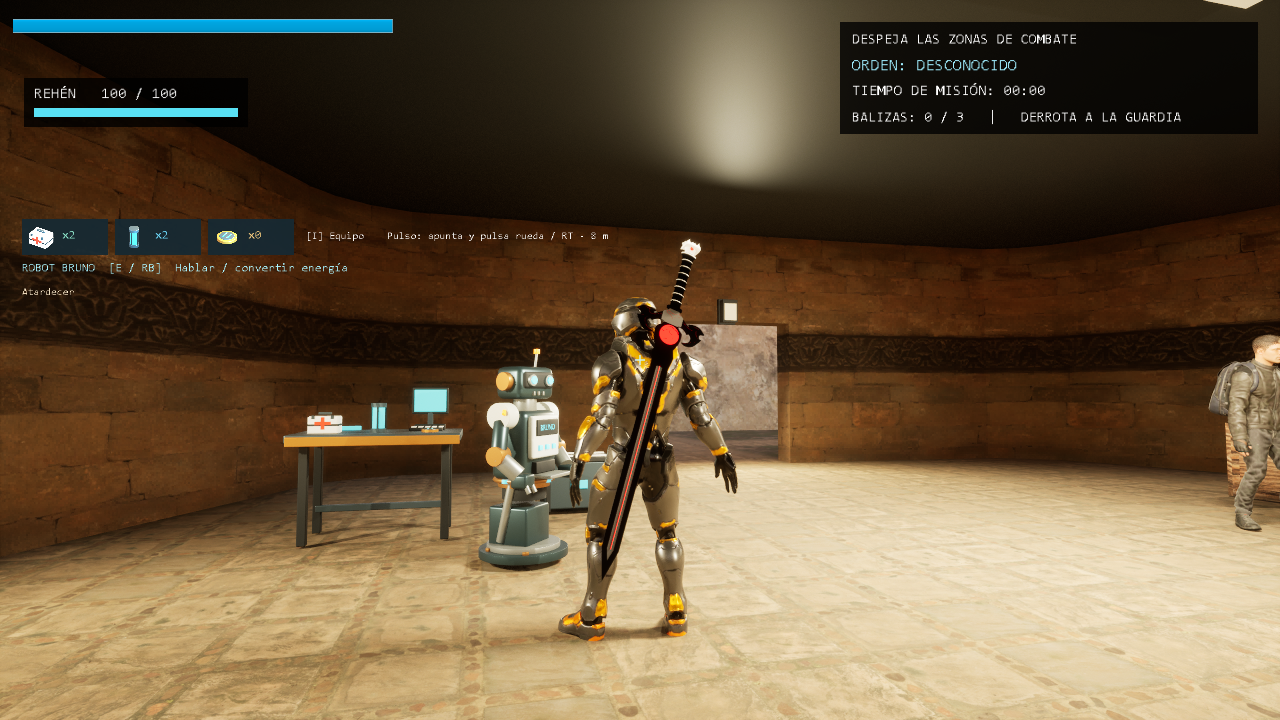 REHÉN 100 / 100
DESPEJA LAS ZONAS DE COMBATE
ORDEN: DESCONOCIDO
TIEMPO DE MISIÓN: 00:00
BALIZAS: 0 / 3 | DERROTA A LA GUARDIA
x2 x2 x0 [I] Equipo Pulso: apunta y pulsa rueda / RT - 8 m
ROBOT BRUNO [E / RB] Hablar / convertir energía
Atardecer
BRUNO